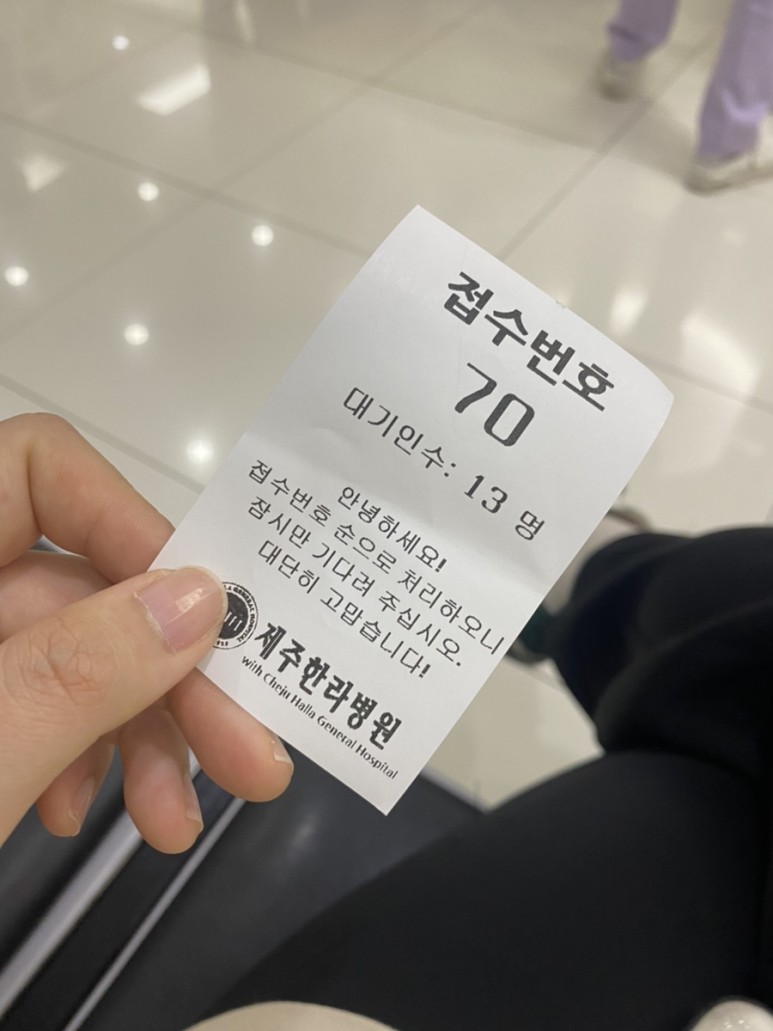 접수번호
70
대기인수: 13 명
안녕하세요!
접수번호 순으로 처리하오니
잠시만 기다려 주십시오.
대단히 고맙습니다!
제주한라병원
with Cheju Halla General Hospital
GENERAL HOSPITAL